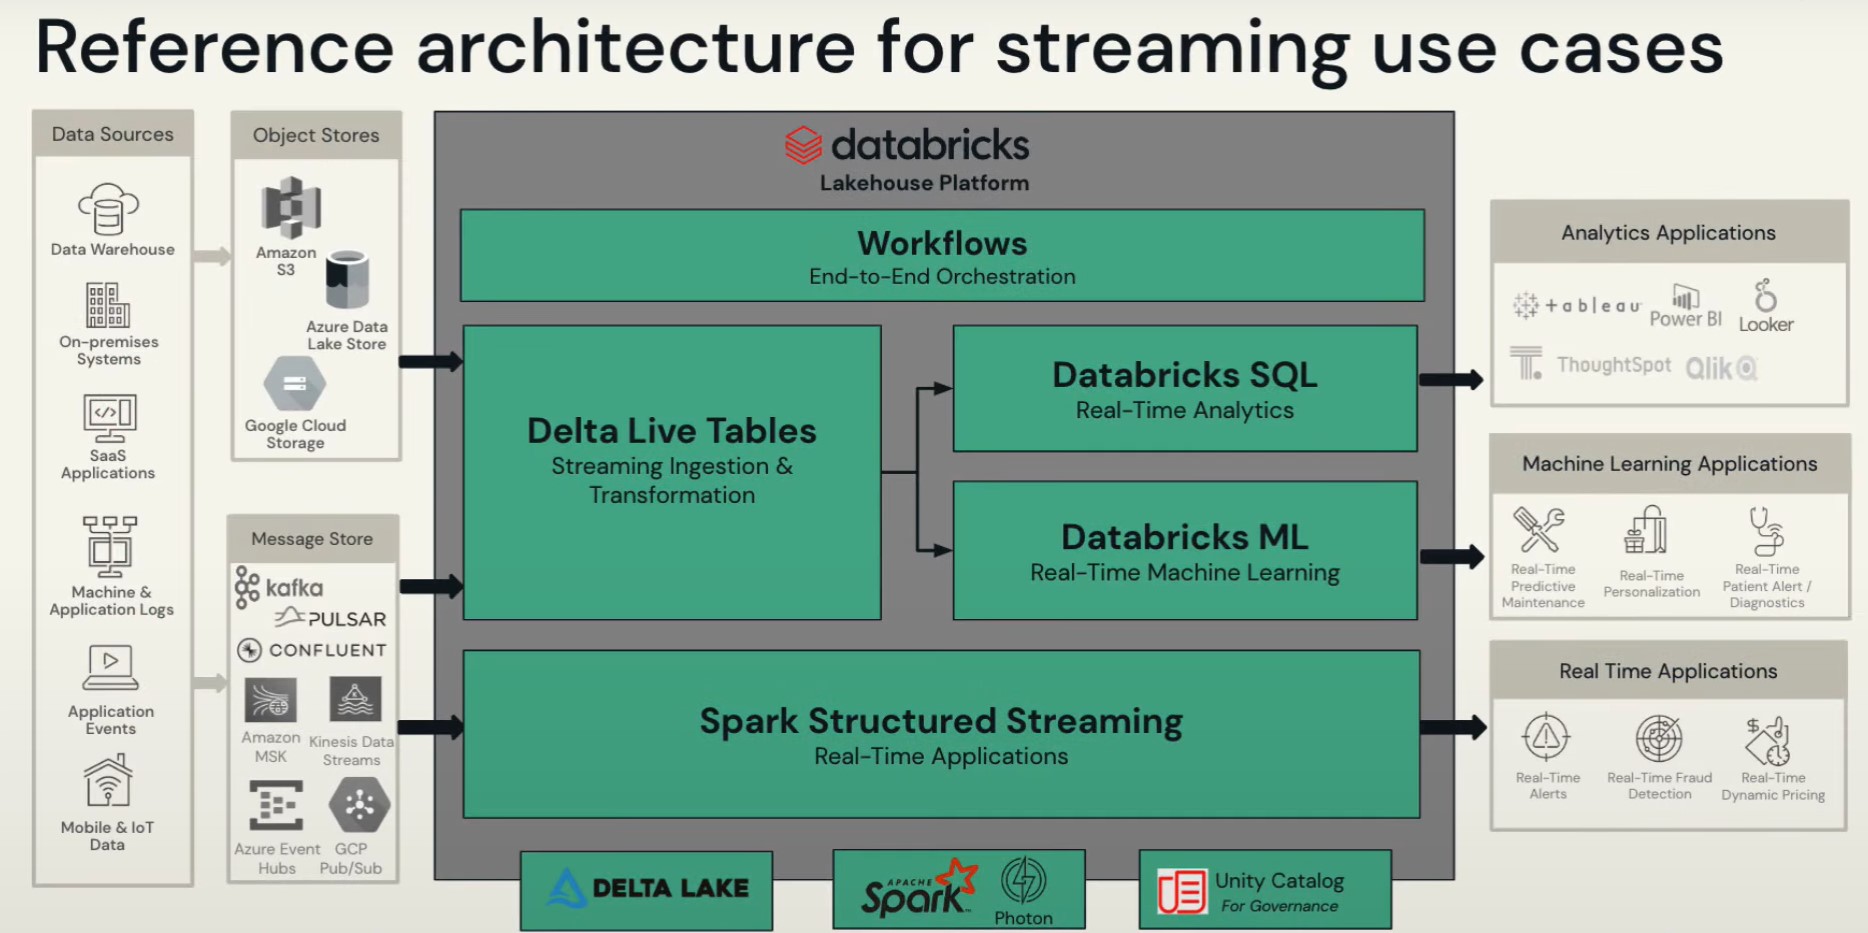 Reference architecture for streaming use cases
Data Sources
Data Warehouse
On-premises
Systems
SaaS
Applications
Machine &
Application Logs
Application
Events
Mobile & IoT
Data
Object Stores
Amazon
S3
Azure Data
Lake Store
Google Cloud
Storage
Message Store
kafka
PULSAR
CONFLUENT
Amazon
MSK
Kinesis Data
Streams
Azure Event
Hubs
GCP
Pub/Sub
databricks
Lakehouse Platform
Workflows
End-to-End Orchestration
Delta Live Tables
Streaming Ingestion &
Transformation
Databricks SQL
Real-Time Analytics
Databricks ML
Real-Time Machine Learning
Spark Structured Streaming
Real-Time Applications
DELTA LAKE
APACHE
Spark
Photon
Unity Catalog
For Governance
Analytics Applications
+ableau
Power BI
Looker
T.
ThoughtSpot
Qlik
Machine Learning Applications
Real-Time
Predictive
Maintenance
Real-Time
Personalization
Real-Time
Patient Alert /
Diagnostics
Real Time Applications
Real-Time
Alerts
Real-Time Fraud
Detection
Real-Time
Dynamic Pricing